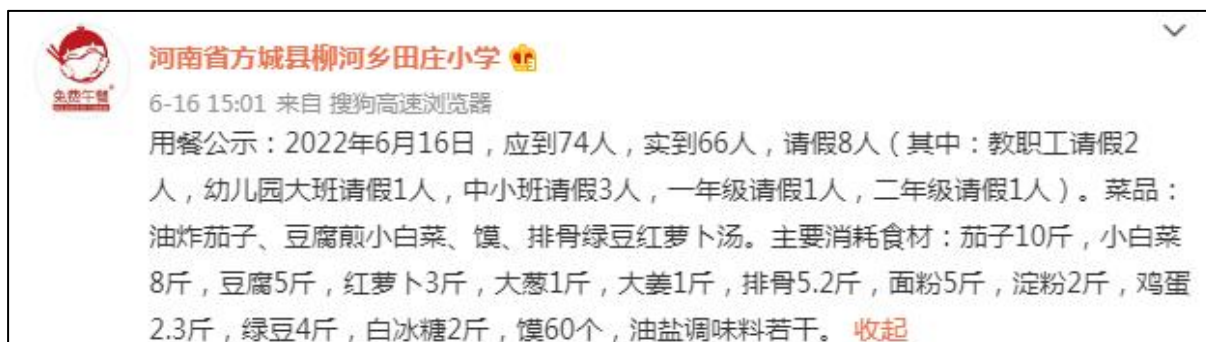 河南省方城县柳河乡田庄小学
免费午餐
6-16 15:01 来自 搜狗高速浏览器
用餐公示：2022年6月16日，应到74人，实到66人，请假8人（其中：教职工请假2
人，幼儿园大班请假1人，中小班请假3人，一年级请假1人，二年级请假1人）。菜品：
油炸茄子、豆腐煎小白菜、馍、排骨绿豆红萝卜汤。主要消耗食材：茄子10斤，小白菜
8斤，豆腐5斤，红萝卜3斤，大葱1斤，大姜1斤，排骨5.2斤，面粉5斤，淀粉2斤，鸡蛋
2.3斤，绿豆4斤，白冰糖2斤，馍60个，油盐调味料若干。 收起